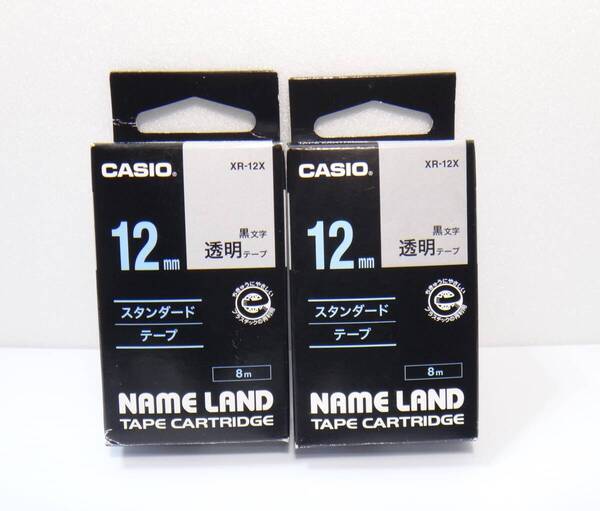 CASIO®
XR-12X
12mm
黒文字
透明テープ
スタンダード
テープ
8m
NAME LAND
TAPE CARTRIDGE
CASIO®
XR-12X
12mm
黒文字
透明テープ
スタンダード
テープ
8m
NAME LAND
TAPE CARTRIDGE